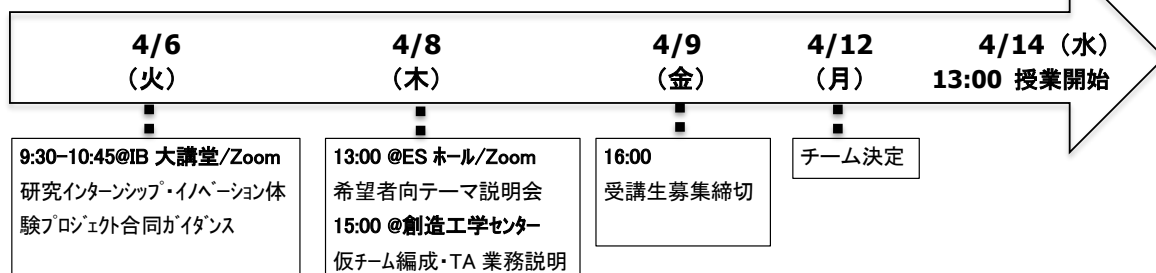 4/6
(火)
4/8
(木)
4/9
(金)
4/12
(月)
4/14 (水)
13:00 授業開始
9:30-10:45@IB 大講堂/Zoom
研究インターンシップ・イノベーション体
験プロジェクト合同ガイダンス
13:00 @ES ホール/Zoom
希望者向テーマ説明会
15:00 @創造工学センター
仮チーム編成・TA 業務説明
16:00
受講生募集締切
チーム決定